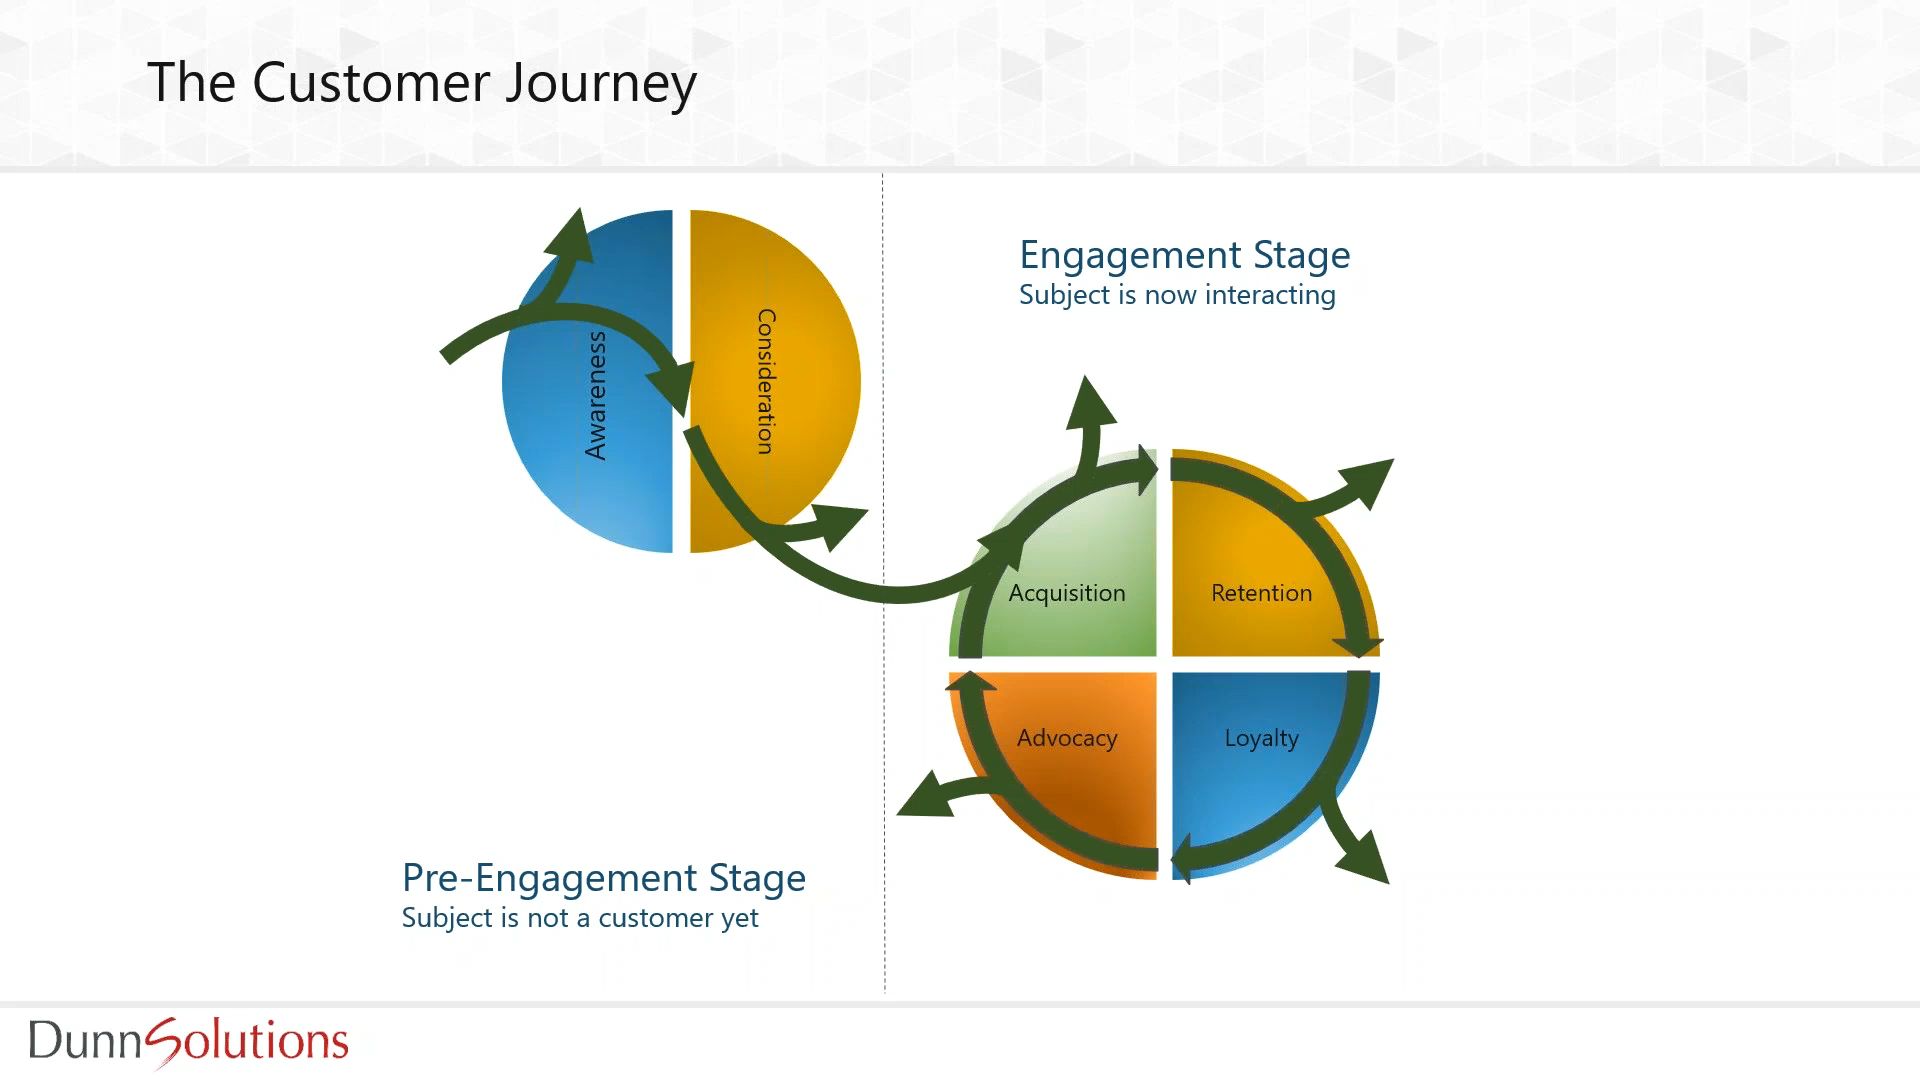 The Customer Journey
Awareness
Consideration
Engagement Stage
Subject is now interacting
Acquisition
Retention
Advocacy
Loyalty
Pre-Engagement Stage
Subject is not a customer yet
DunnSolutions